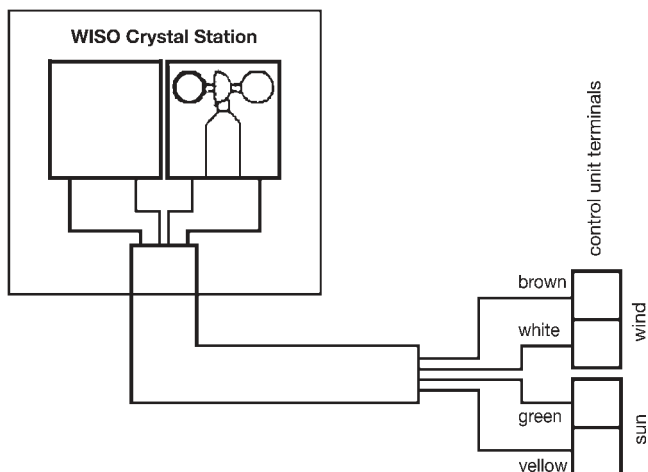 WISO Crystal Station
control unit terminals
brown
white
wind
green
yellow
sun